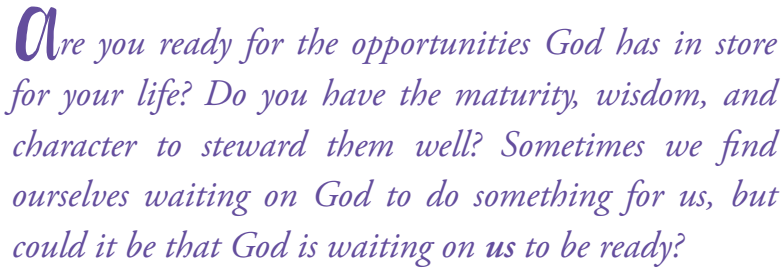 are you ready for the opportunities God has in store
for your life? Do you have the maturity, wisdom, and
character to steward them well? Sometimes we find
ourselves waiting on God to do something for us, but
could it be that God is waiting on us to be ready?